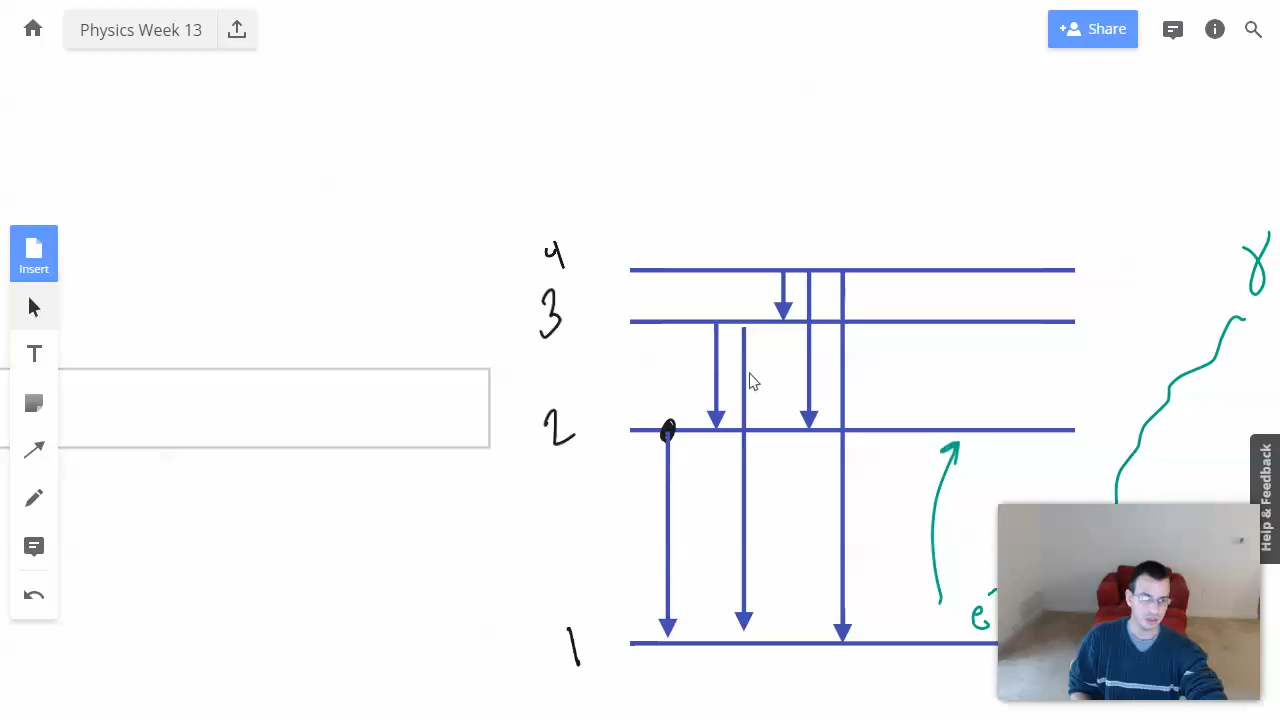 Physics Week 13
Share
Insert
T
4
3
2
1
γ
e⁻
Help & Feedback